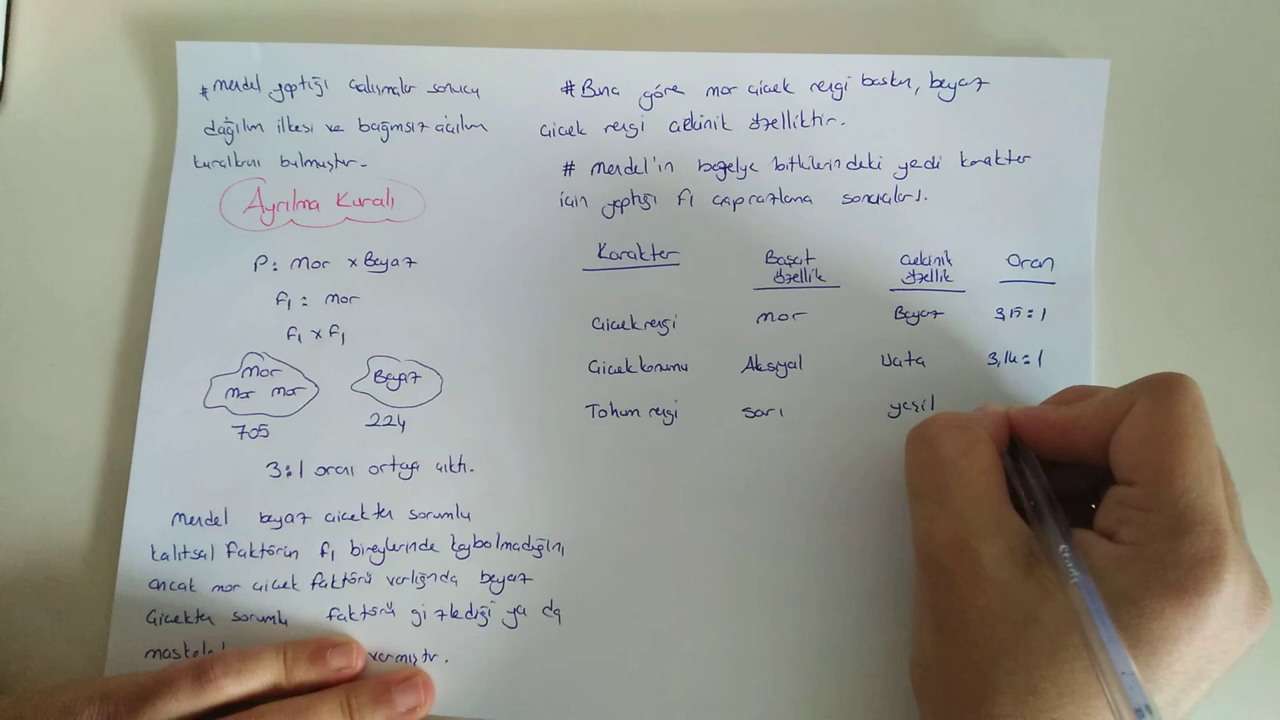 # Mendel yaptığı çalışmalar sonucu
dağılım ilkesi ve bağımsız açılım
kurallarını bulmuştur.
Ayrılma Kuralı
P: Mor x Beyaz
F1 : Mor
F1 x F1
Mor
Mor Mor
Beyaz
705
224
3:1 oranı ortaya çıktı.
Mendel beyaz çiçekten sorumlu
kalıtsal faktörün F1 bireylerinde kaybolmadığını,
ancak mor çiçek faktörü varlığında beyaz
çiçekten sorumlu faktörü gizlediği ya da
varmıştır.
# Buna göre mor çiçek rengi baskın, beyaz
çiçek rengi çekinik özelliktir.
# Mendel'in bezelye bitkilerindeki yedi karakter
için yaptığı F1 çaprazlama sonuçları.
Karakter Başat özellik Çekinik özellik Oran
Çiçek rengi Mor Beyaz 3,15:1
Çiçek konumu Aksiyal Uçta 3,14:1
Tohum rengi sarı yeşil